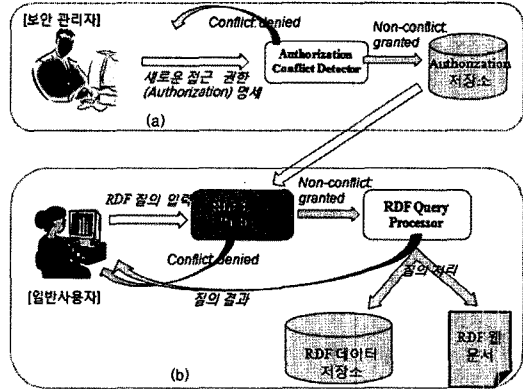 [보안 관리자]
Conflict denied
Non-conflict
granted
Authorization
Conflict Detector
Authorization
저장소
새로운 접근 권한
(Authorization) 명세
(a)
RDF 질의 입력
Non-conflict
granted
RDF Query
Processor
Conflict denied
[일반사용자]
질의 결과
질의 처리
RDF 데이터
저장소
RDF 웹
문서
(b)